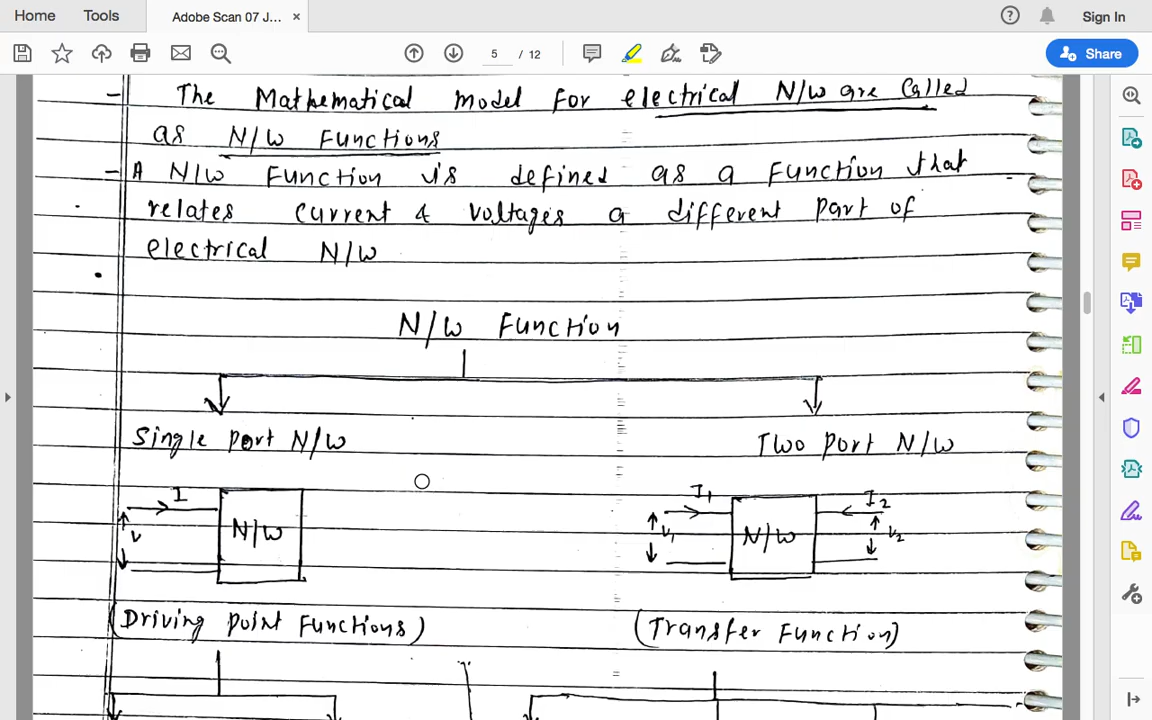 Home Tools Adobe Scan 07 J... × Sign In
5 / 12 Share
- The Mathematical model for electrical N/W are called
as N/W Functions
- A N/W Function is defined as a Function that
relates current & voltages a different part of
electrical N/W
N/W Function
Single port N/W Two port N/W
I I1 I2
V N/W V1 N/W V2
(Driving point Functions) (Transfer Function)